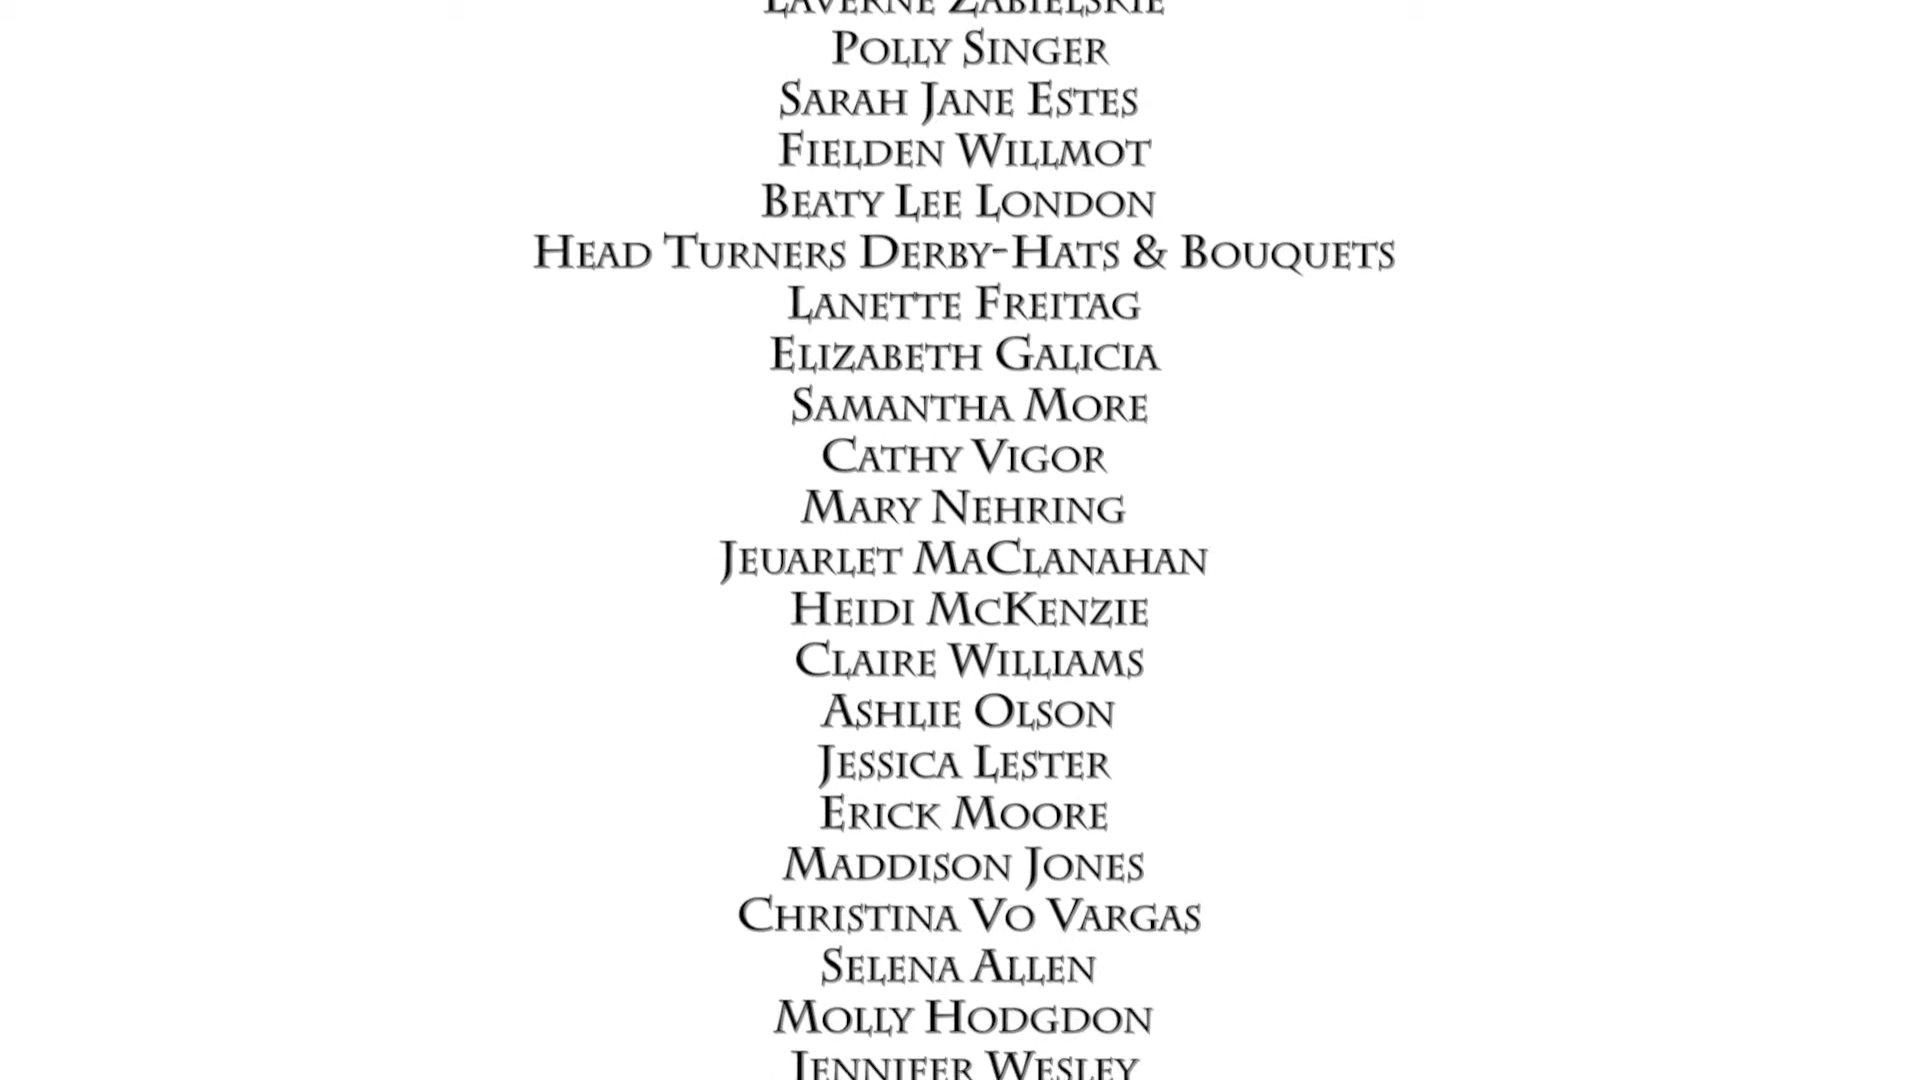 Laverne Zabielskie
Polly Singer
Sarah Jane Estes
Fielden Willmot
Beaty Lee London
Head Turners Derby-Hats & Bouquets
Lanette Freitag
Elizabeth Galicia
Samantha More
Cathy Vigor
Mary Nehring
Jeuarlet MaClanahan
Heidi McKenzie
Claire Williams
Ashlie Olson
Jessica Lester
Erick Moore
Maddison Jones
Christina Vo Vargas
Selena Allen
Molly Hodgdon
Jennifer Wesley